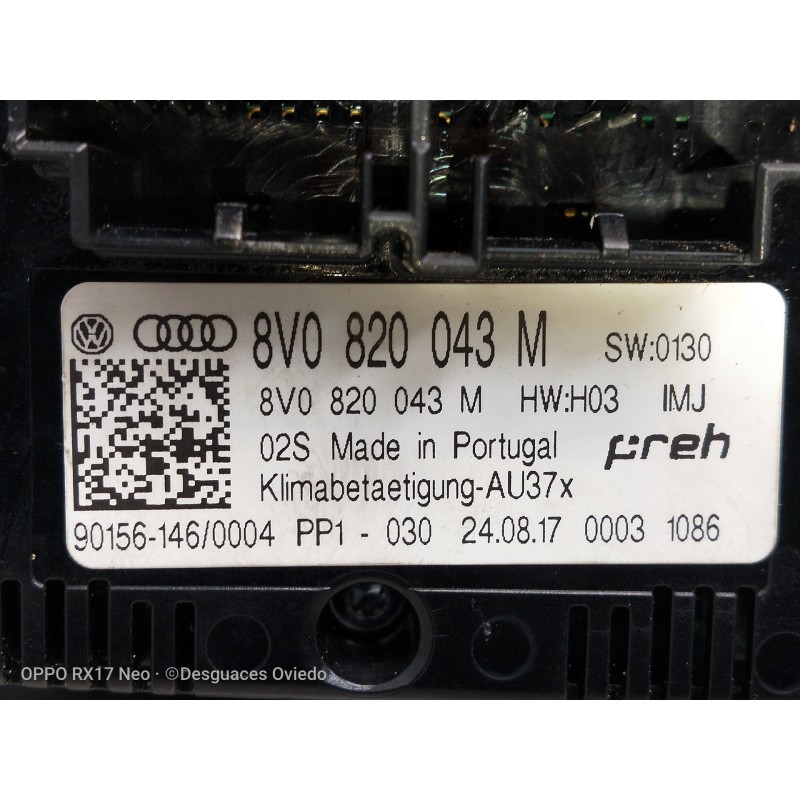 8V0 820 043 M SW:0130
8V0 820 043 M HW:H03 IMJ
02S Made in Portugal preh
Klimabetaetigung-AU37x
90156-146/0004 PP1 - 030 24.08.17 0003 1086
OPPO RX17 Neo · ©Desguaces Oviedo